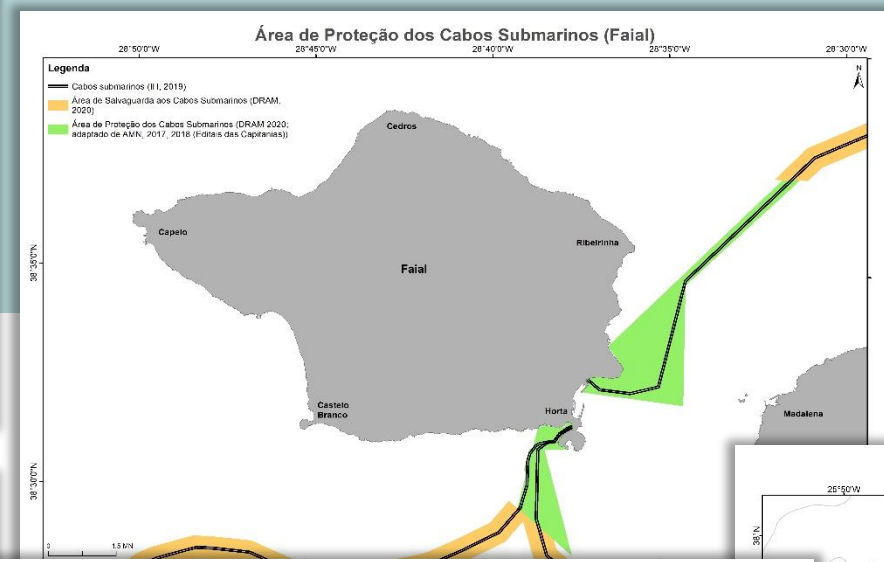 Área de Proteção dos Cabos Submarinos (Faial)
28°50'0"W 28°45'0"W 28°40'0"W 28°35'0"W 28°30'0"W
Legenda
Cabos submarinos (, 2019)
Área de Salvaguarda aos Cabos Submarinos (DRAM,
2020)
Área de Proteção dos Cabos Submarinos (DRAM 2020;
adaptado de AMN, 2017, 2018 (Editais das Capitanias))
N
Cedros
Capelo
Ribeirinha
Faial
38°35'0"N
Castelo
Branco
Horta
Madalena
38°30'0"N
0 1.5 MN
25°50'W
38°N